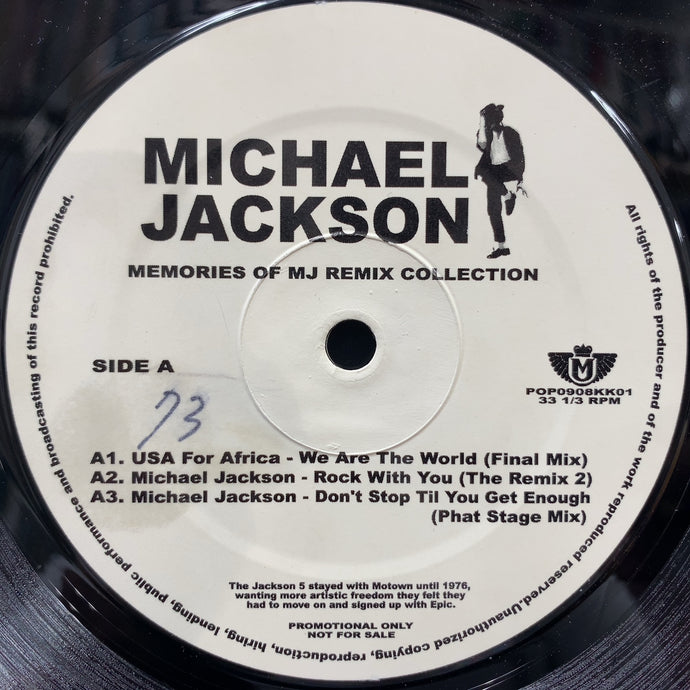 MICHAEL
JACKSON
MEMORIES OF MJ REMIX COLLECTION
SIDE A
73
MJ
POP0908KK01
33 1/3 RPM
A1. USA For Africa - We Are The World (Final Mix)
A2. Michael Jackson - Rock With You (The Remix 2)
A3. Michael Jackson - Don't Stop Til You Get Enough
(Phat Stage Mix)
The Jackson 5 stayed with Motown until 1976,
wanting more artistic freedom they felt they
had to move on and signed up with Epic.
PROMOTIONAL ONLY
NOT FOR SALE
All rights of the producer and of the work reproduced reserved.Unauthorized copying, reproduction, hiring, lending, public performance and broadcasting of this record prohibited.